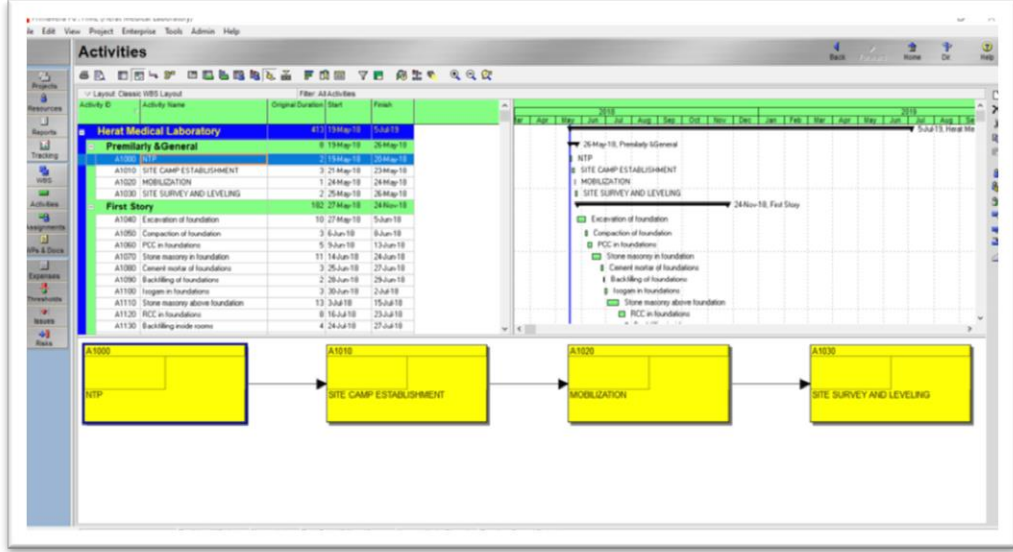 File Edit View Project Enterprise Tools Admin Help
Activities
Back Home Dir Help
Projects
Resources
Reports
Tracking
WBS
Activities
Assignments
WPs & Docs
Expenses
Thresholds
Issues
Risks
Layout: Classic WBS Layout Filter: All Activities
Activity ID Activity Name Original Duration Start Finish
2018 2019
Apr May Jun Jul Aug Sep Oct Nov Dec Jan Feb Mar Apr May Jun Jul Aug
Herat Medical Laboratory 413 19-May-18 5-Jul-19
5-Jul-19, Herat Me
Premilarly &General 8 19-May-18 26-May-18
26-May-18, Premilarly &General
A1000 NTP 2 19-May-18 20-May-18
NTP
A1010 SITE CAMP ESTABLISHMENT 3 21-May-18 23-May-18
SITE CAMP ESTABLISHMENT
A1020 MOBILIZATION 1 24-May-18 24-May-18
MOBILIZATION
A1030 SITE SURVEY AND LEVELING 2 25-May-18 26-May-18
SITE SURVEY AND LEVELING
First Story 182 27-May-18 24-Nov-18
24-Nov-18, First Story
A1040 Excavation of foundation 10 27-May-18 5-Jun-18
Excavation of foundation
A1050 Compaction of foundation 3 6-Jun-18 8-Jun-18
Compaction of foundation
A1060 PCC in foundations 5 9-Jun-18 13-Jun-18
PCC in foundations
A1070 Stone masonry in foundation 11 14-Jun-18 24-Jun-18
Stone masonry in foundation
A1080 Cement mortar of foundations 3 25-Jun-18 27-Jun-18
Cement mortar of foundations
A1090 Backfilling of foundations 2 28-Jun-18 29-Jun-18
Backfilling of foundations
A1100 Isogam in foundations 3 30-Jun-18 2-Jul-18
Isogam in foundations
A1110 Stone masonry above foundation 13 3-Jul-18 15-Jul-18
Stone masonry above foundation
A1120 RCC in foundations 8 16-Jul-18 23-Jul-18
RCC in foundations
A1130 Backfilling inside rooms 4 24-Jul-18 27-Jul-18
A1000
NTP
A1010
SITE CAMP ESTABLISHMENT
A1020
MOBILIZATION
A1030
SITE SURVEY AND LEVELING